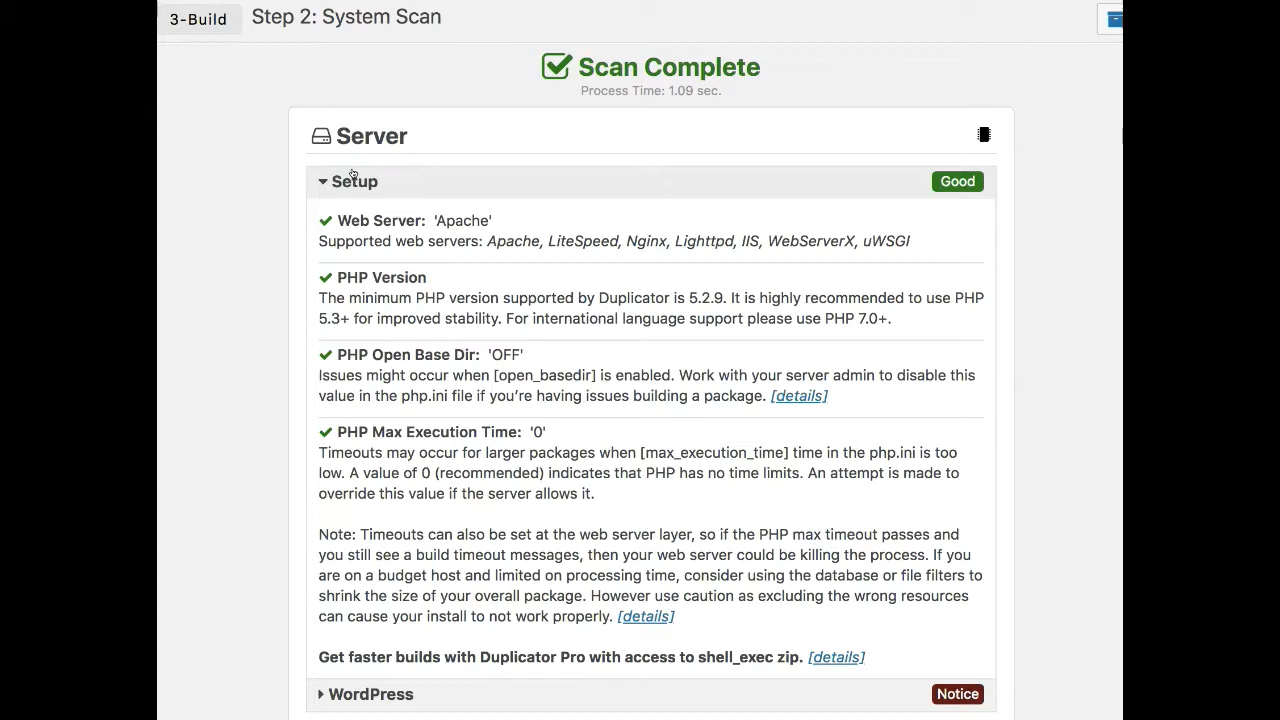 3-Build
Step 2: System Scan
Scan Complete
Process Time: 1.09 sec.
Server
Setup
Good
Web Server: 'Apache'
Supported web servers: Apache, LiteSpeed, Nginx, Lighttpd, IIS, WebServerX, uWSGI
PHP Version
The minimum PHP version supported by Duplicator is 5.2.9. It is highly recommended to use PHP
5.3+ for improved stability. For international language support please use PHP 7.0+.
PHP Open Base Dir: 'OFF'
Issues might occur when [open_basedir] is enabled. Work with your server admin to disable this
value in the php.ini file if you’re having issues building a package. [details]
PHP Max Execution Time: '0'
Timeouts may occur for larger packages when [max_execution_time] time in the php.ini is too
low. A value of 0 (recommended) indicates that PHP has no time limits. An attempt is made to
override this value if the server allows it.
Note: Timeouts can also be set at the web server layer, so if the PHP max timeout passes and
you still see a build timeout messages, then your web server could be killing the process. If you
are on a budget host and limited on processing time, consider using the database or file filters to
shrink the size of your overall package. However use caution as excluding the wrong resources
can cause your install to not work properly. [details]
Get faster builds with Duplicator Pro with access to shell_exec zip. [details]
WordPress
Notice